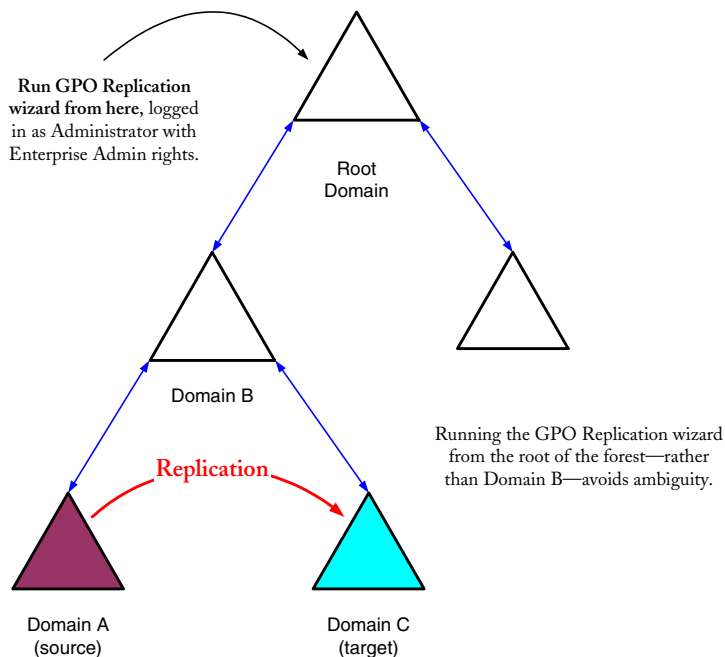 Run GPO Replication
wizard from here, logged
in as Administrator with
Enterprise Admin rights.
Root
Domain
Domain B
Running the GPO Replication wizard
from the root of the forest—rather
than Domain B—avoids ambiguity.
Replication
Domain A
(source)
Domain C
(target)